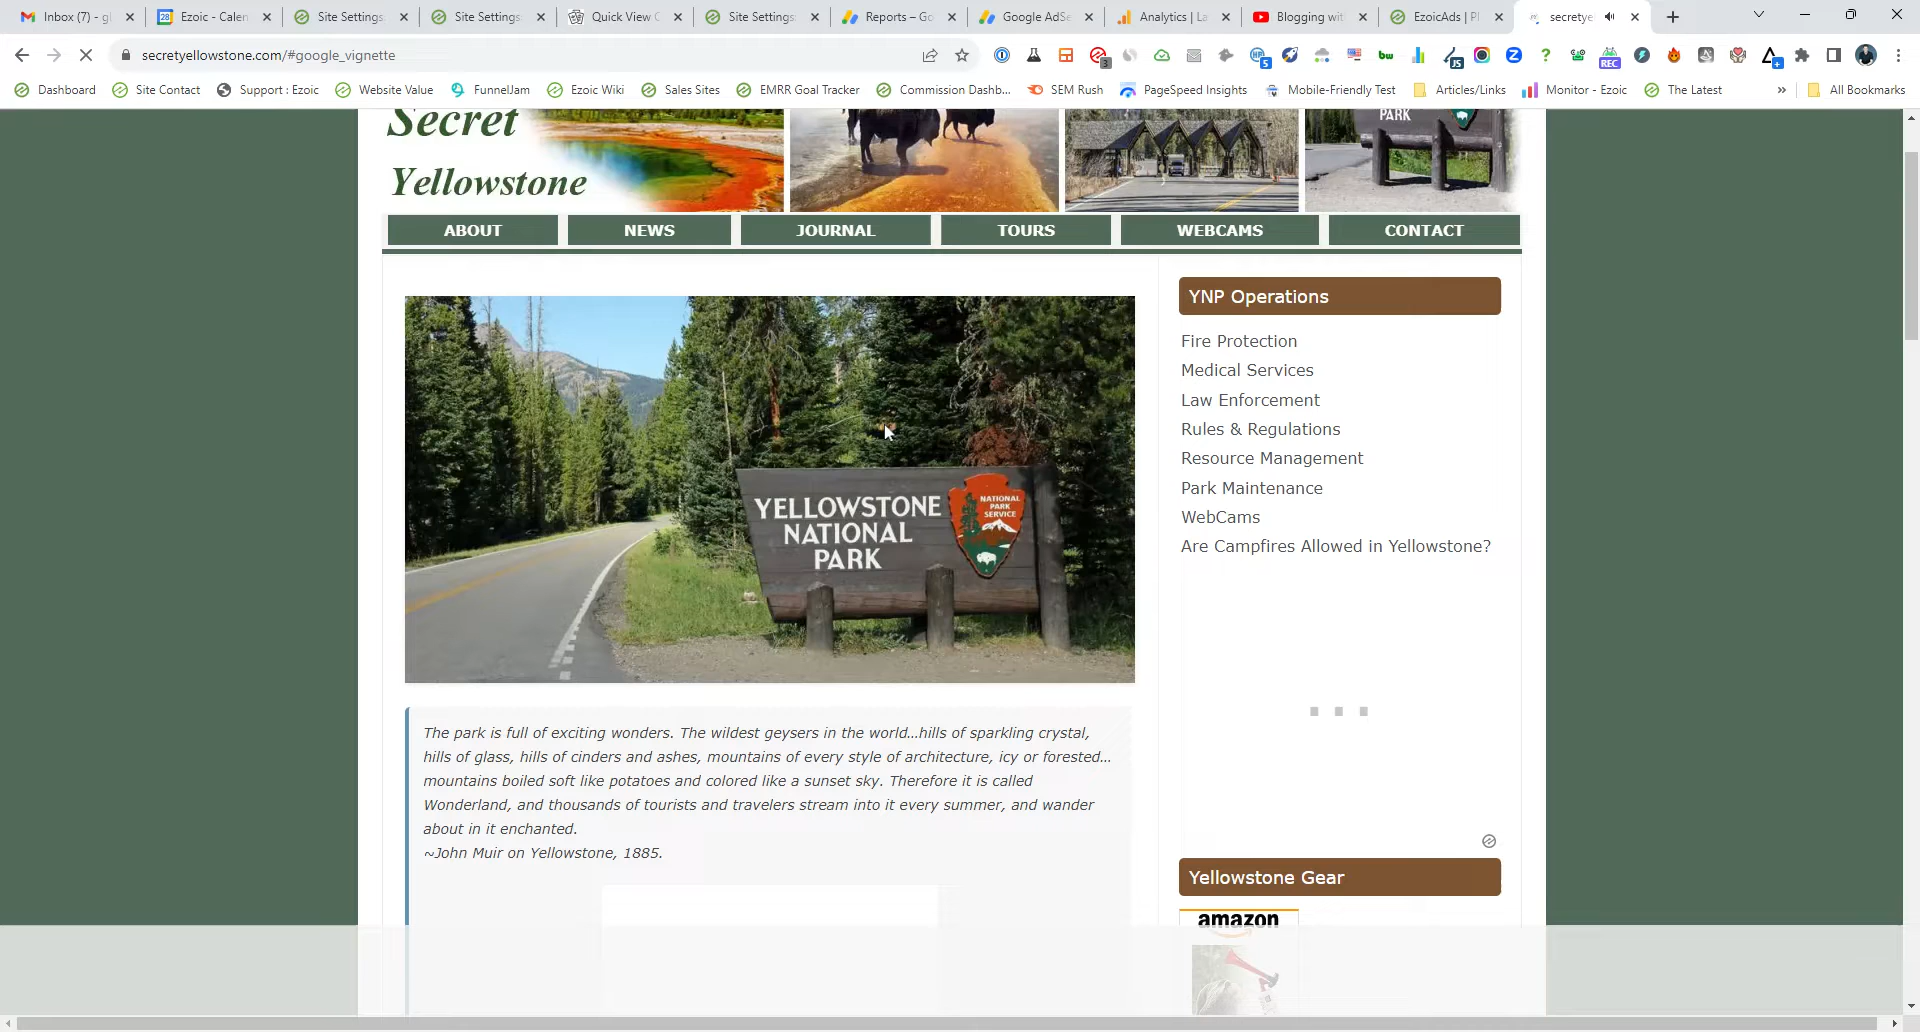 Inbox (7) - gl
Ezoic - Calen
Site Settings
Site Settings
Quick View C
Site Settings
Reports – Go
Google AdSe
Analytics | La
Blogging wit
EzoicAds | Pl
secretye
secretyellowstone.com/#google_vignette
Dashboard
Site Contact
Support : Ezoic
Website Value
FunnelJam
Ezoic Wiki
Sales Sites
EMRR Goal Tracker
Commission Dashb...
SEM Rush
PageSpeed Insights
Mobile-Friendly Test
Articles/Links
Monitor - Ezoic
The Latest
»
All Bookmarks
Secret
Yellowstone
PARK
ABOUT
NEWS
JOURNAL
TOURS
WEBCAMS
CONTACT
YELLOWSTONE
NATIONAL
PARK
NATIONAL
PARK
SERVICE
YNP Operations
Fire Protection
Medical Services
Law Enforcement
Rules & Regulations
Resource Management
Park Maintenance
WebCams
Are Campfires Allowed in Yellowstone?
The park is full of exciting wonders. The wildest geysers in the world...hills of sparkling crystal,
hills of glass, hills of cinders and ashes, mountains of every style of architecture, icy or forested...
mountains boiled soft like potatoes and colored like a sunset sky. Therefore it is called
Wonderland, and thousands of tourists and travelers stream into it every summer, and wander
about in it enchanted.
~John Muir on Yellowstone, 1885.
Yellowstone Gear
amazon